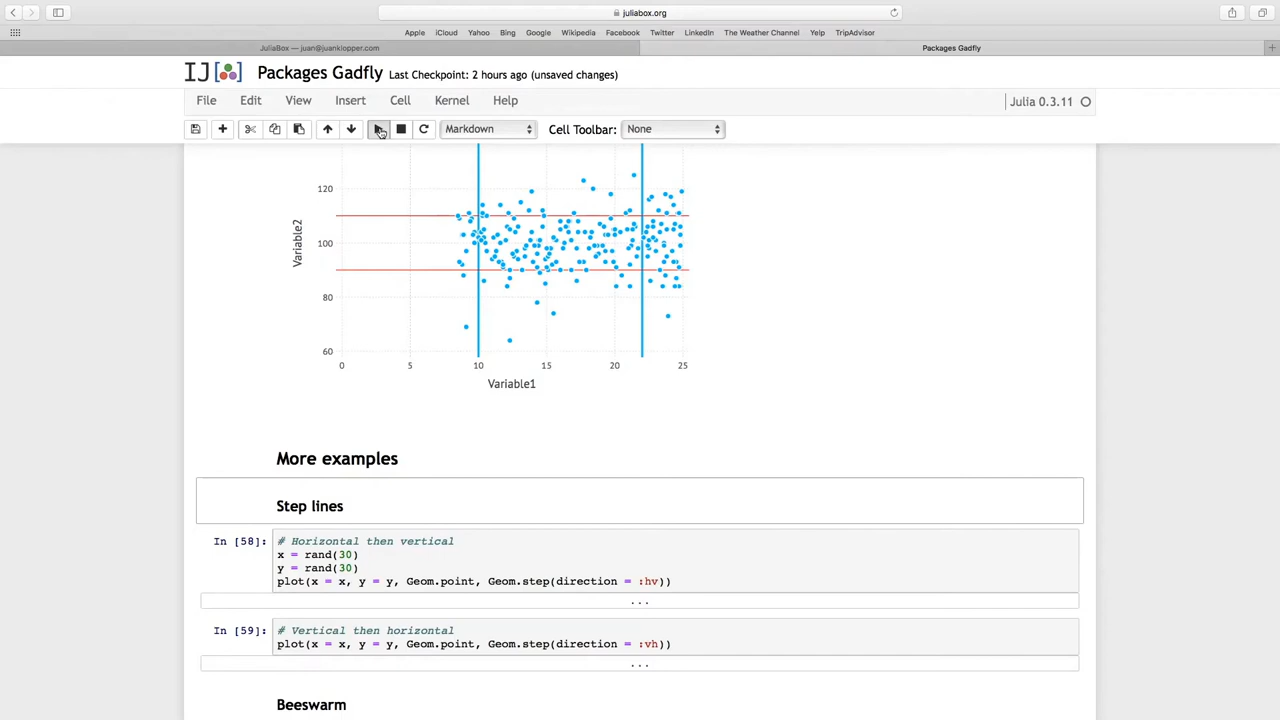 juliabox.org
Apple iCloud Yahoo Bing Google Wikipedia Facebook Twitter LinkedIn The Weather Channel Yelp TripAdvisor
JuliaBox — juan@juanklopper.com Packages Gadfly
IJ[ ] Packages Gadfly Last Checkpoint: 2 hours ago (unsaved changes)
File Edit View Insert Cell Kernel Help Julia 0.3.11
Markdown Cell Toolbar: None
120
100
80
60
Variable2
0 5 10 15 20 25
Variable1
More examples
Step lines
In [58]: # Horizontal then vertical
x = rand(30)
y = rand(30)
plot(x = x, y = y, Geom.point, Geom.step(direction = :hv))
...
In [59]: # Vertical then horizontal
plot(x = x, y = y, Geom.point, Geom.step(direction = :vh))
...
Beeswarm